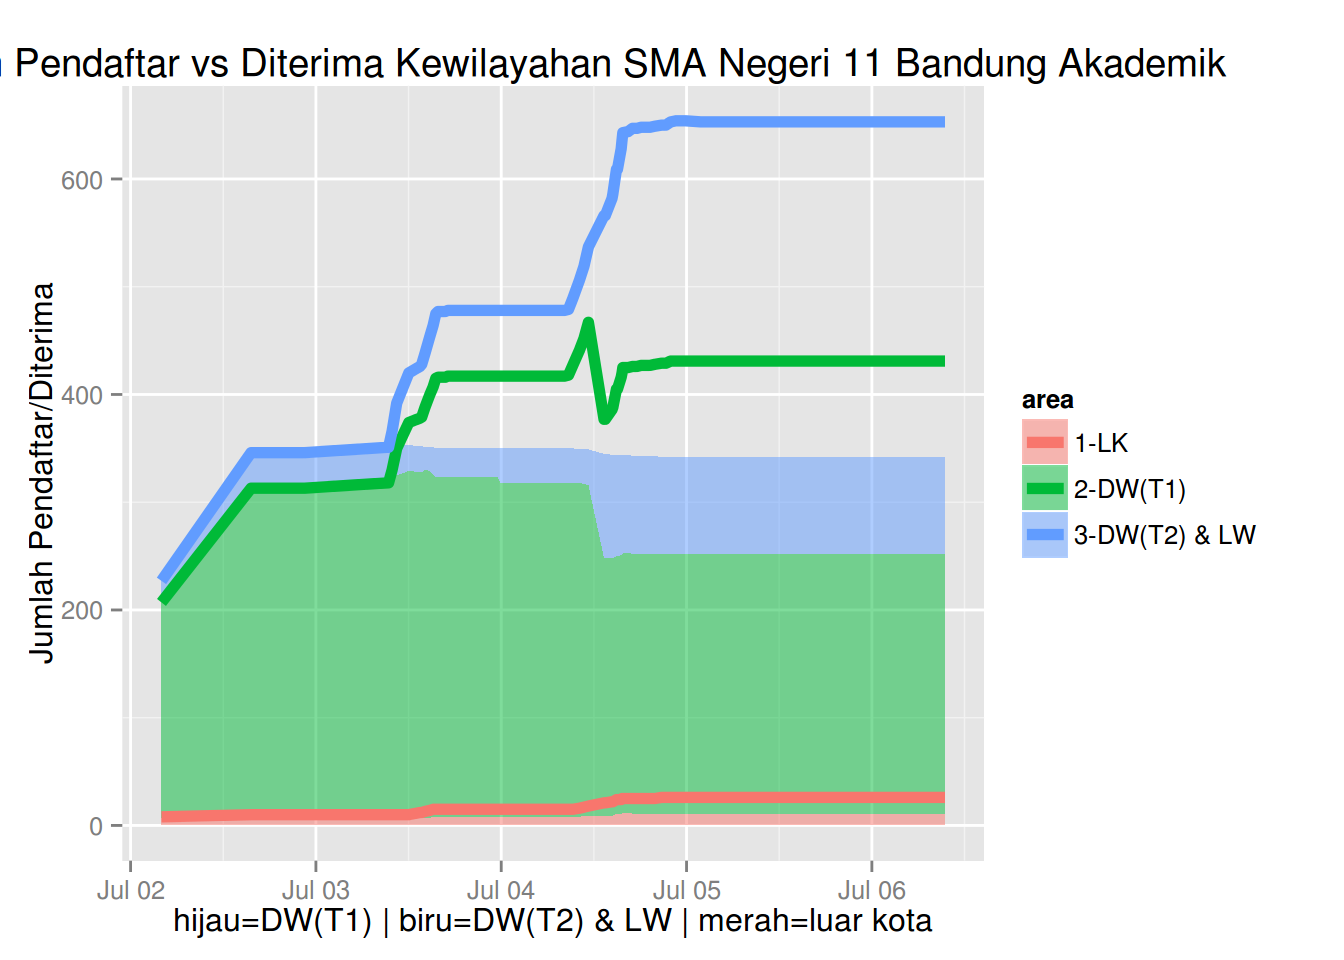 Pendaftar vs Diterima Kewilayahan SMA Negeri 11 Bandung Akademik
Jumlah Pendaftar/Diterima
600
400
200
0
Jul 02
Jul 03
Jul 04
Jul 05
Jul 06
hijau=DW(T1) | biru=DW(T2) & LW | merah=luar kota
area
1-LK
2-DW(T1)
3-DW(T2) & LW